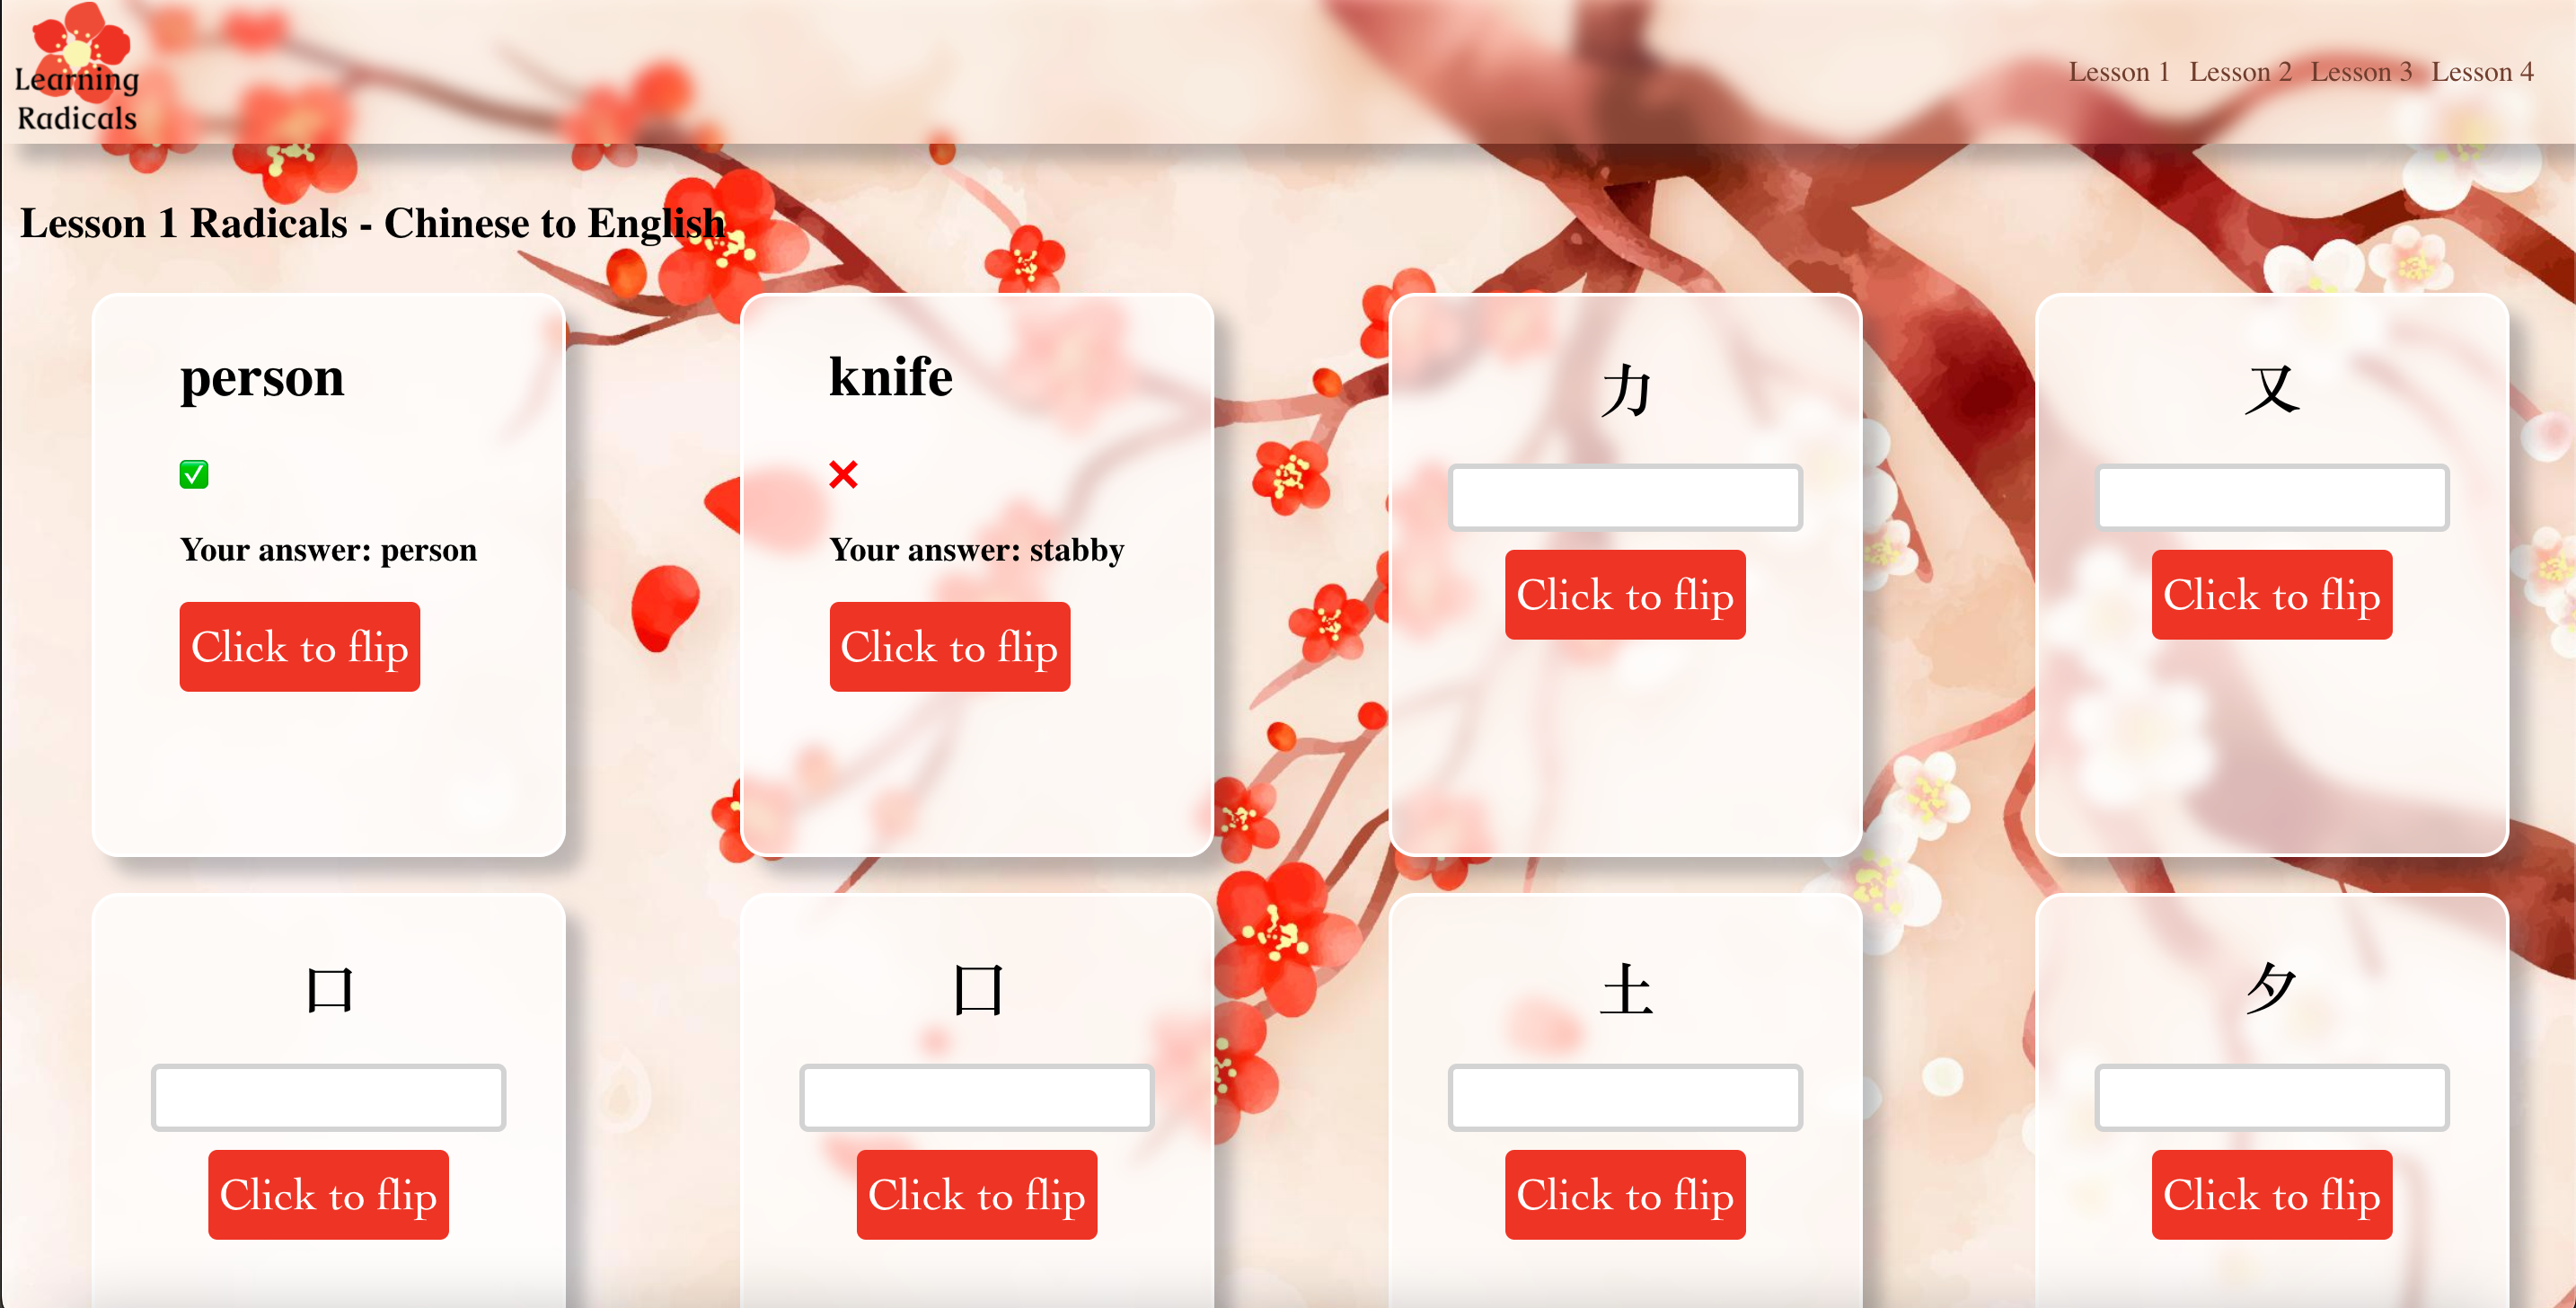 Learning
Radicals
Lesson 1 Lesson 2 Lesson 3 Lesson 4
Lesson 1 Radicals - Chinese to English
person
✅
Your answer: person
Click to flip
knife
❌
Your answer: stabby
Click to flip
力
Click to flip
又
Click to flip
口
Click to flip
囗
Click to flip
土
Click to flip
夕
Click to flip